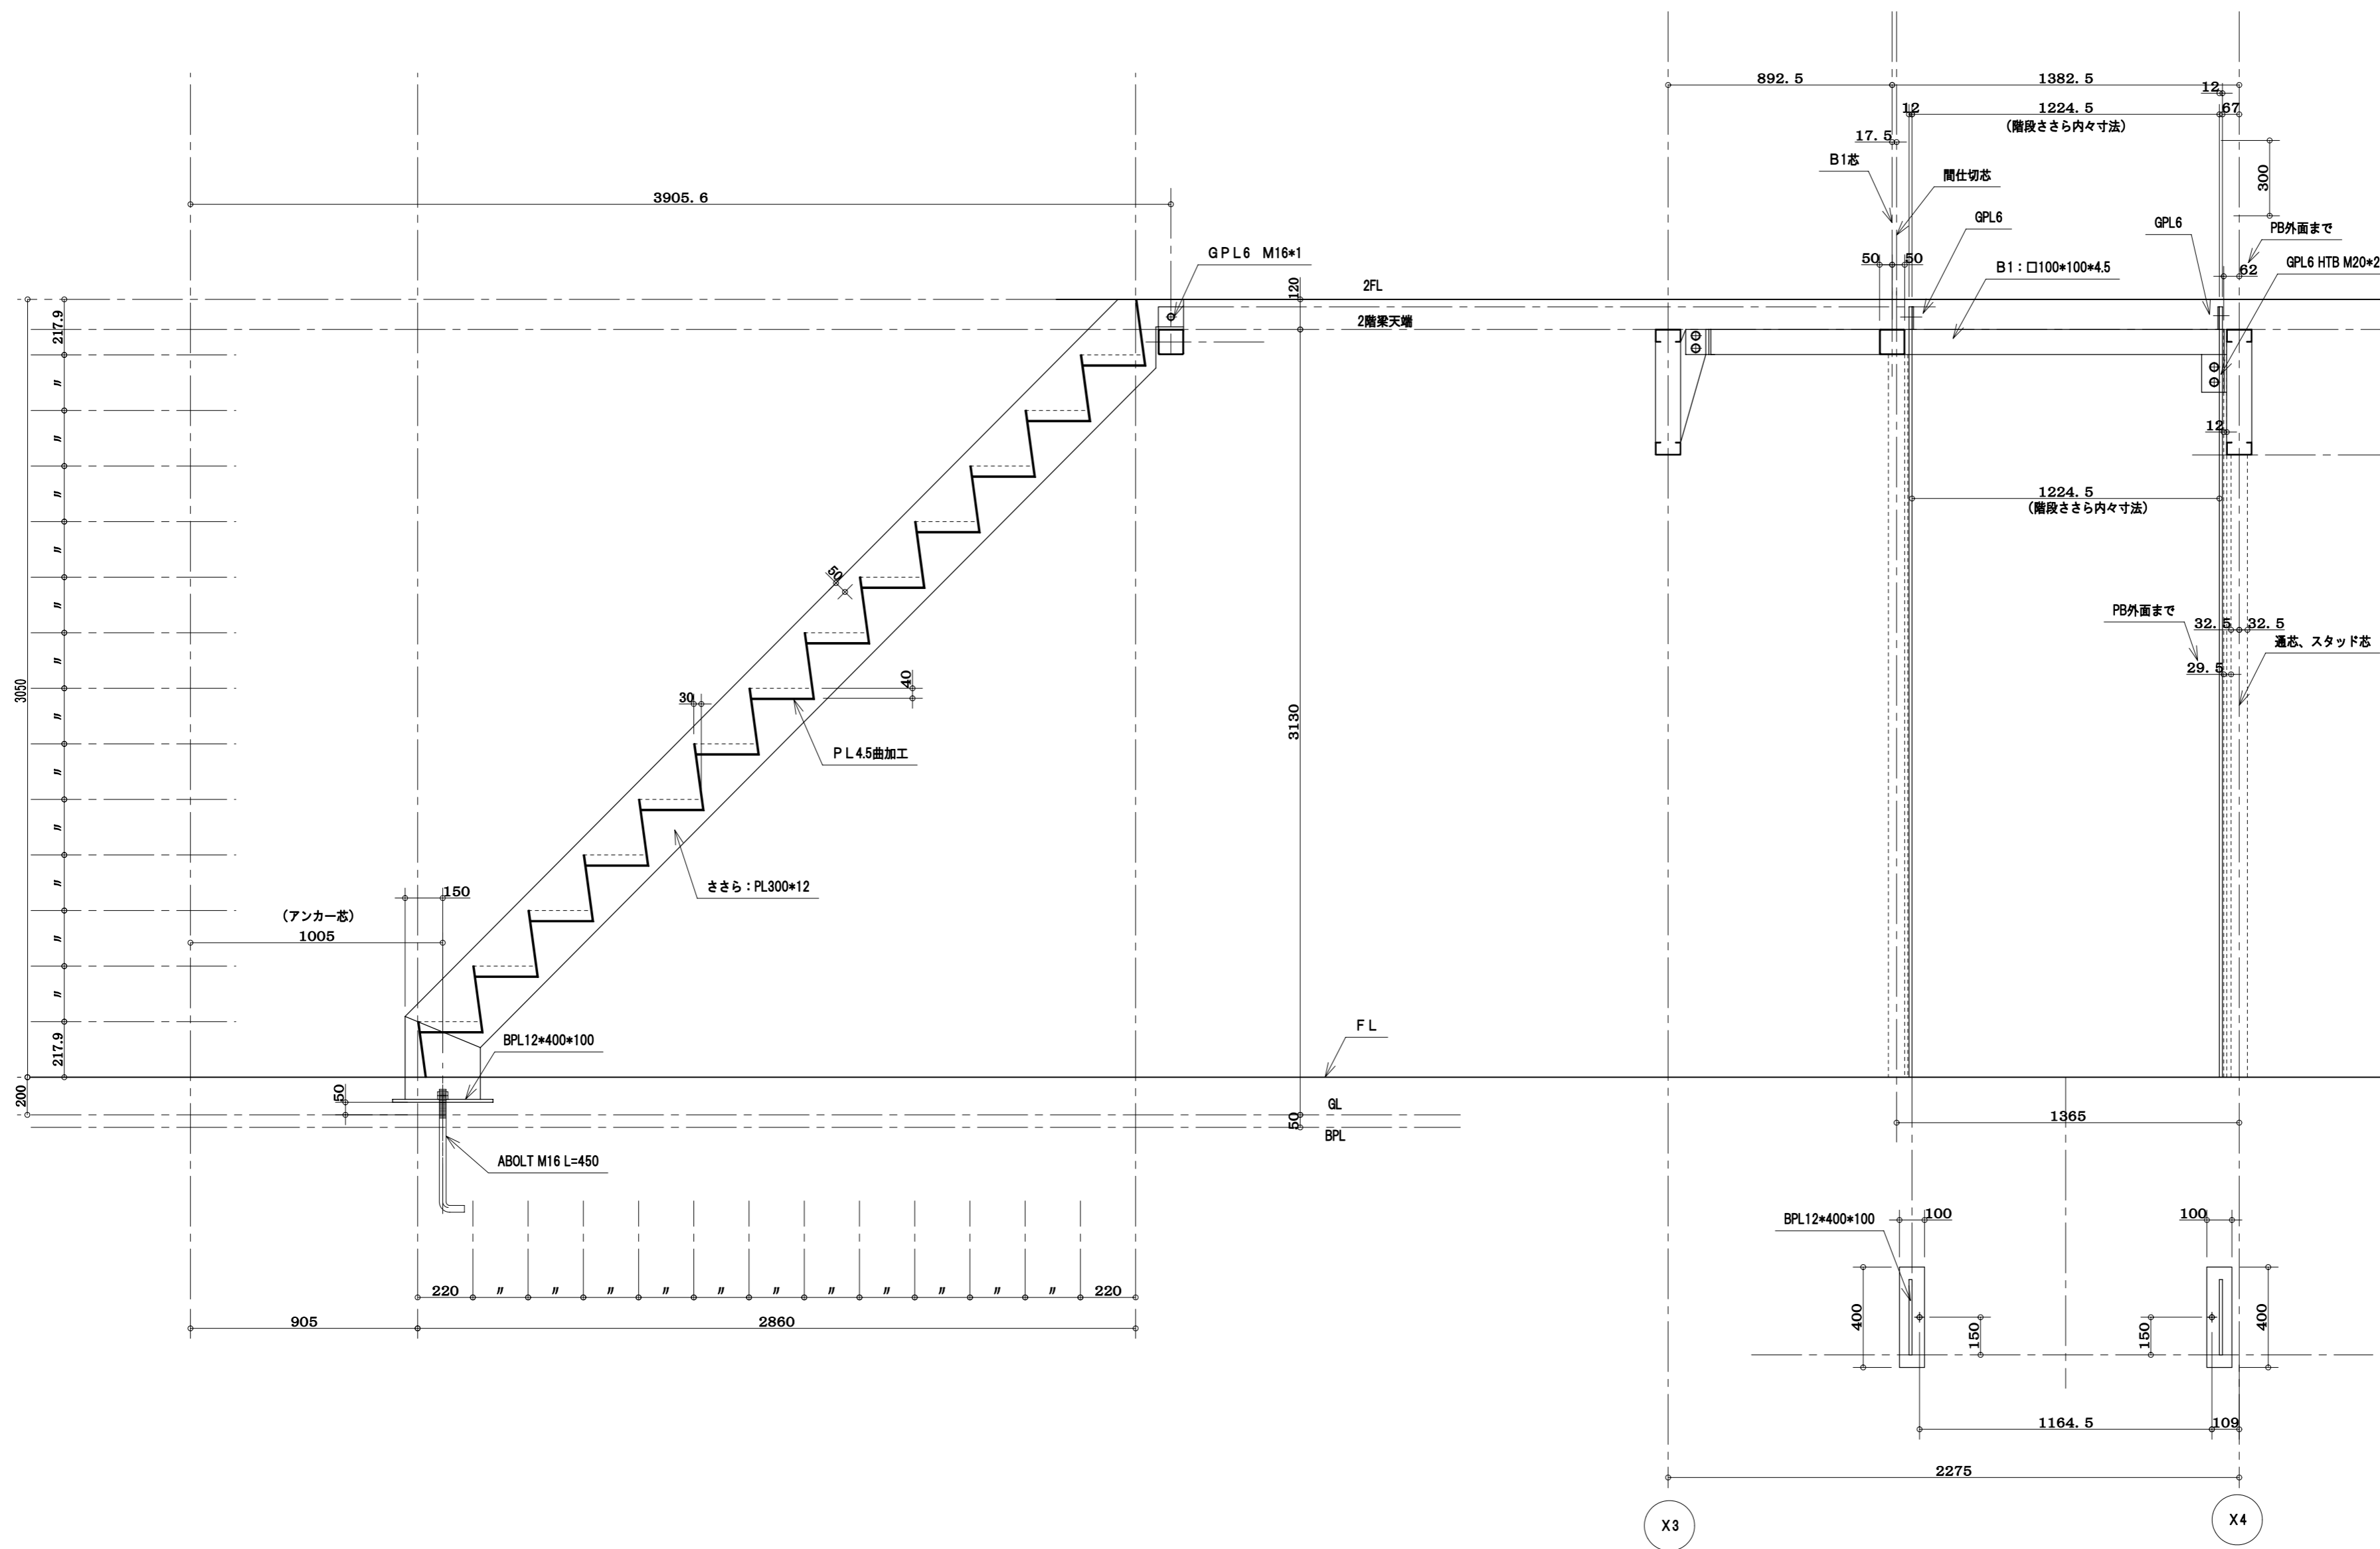 892.5
1382.5
12
12
1224.5
67
(階段ささら内々寸法)
17.5
B1芯
間仕切芯
300
3905.6
GPL6
GPL6
PB外面まで
GPL6 M16*1
50
50
B1:□100*100*4.5
62
GPL6 HTB M20*2
120
2FL
2階梁天端
217.9
〃
〃
〃
〃
〃
〃
〃
〃
〃
〃
〃
〃
217.9
3050
200
12
1224.5
(階段ささら内々寸法)
50
PB外面まで
32.5
32.5
通芯、スタッド芯
29.5
40
30
3130
PL4.5曲加工
ささら:PL300*12
150
(アンカー芯)
1005
BPL12*400*100
FL
50
GL
50
BPL
1365
ABOLT M16 L=450
BPL12*400*100
100
100
220
〃
〃
〃
〃
〃
〃
〃
〃
〃
〃
〃
220
400
150
150
400
905
2860
1164.5
109
2275
X3
X4